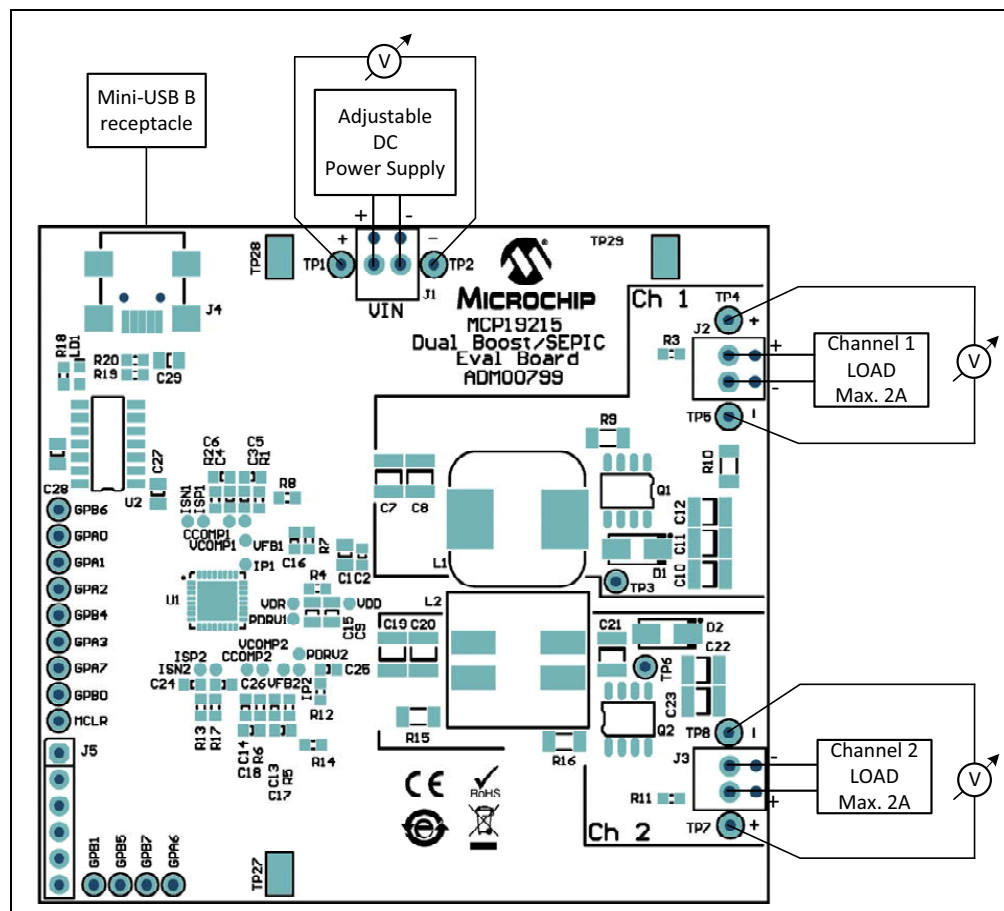 Mini-USB B
receptacle
V
Adjustable
DC
Power Supply
+ -
TP28
TP1
+
-
TP2
J1
VIN
TP29
MICROCHIP
MCP19215
Dual Boost/SEPIC
Eval Board
ADM00799
Ch 1
TP4
+
J2
R3
+
-
TP5
-
Channel 1
LOAD
Max. 2A
V
J4
R18
LD1
R20
R19
C29
C28
U2
C27
R2
C6
C4
C5
C3
R1
R8
ISN1
ISP1
CCOMP1
VCOMP1
VFB1
IP1
C16
R7
C1
C2
C7
C8
L1
R9
R10
Q1
C12
C11
C10
D1
TP3
GPB6
GPA0
GPA1
GPA2
GPB4
GPA3
GPA7
GPB0
MCLR
J5
U1
R4
VDR
PDRV1
VDD
C15
C9
VCOMP2
PDRV2
ISP2
ISN2
CCOMP2
VFB2
IP2
C25
C24
C26
R12
R13
R17
C14
C18
R6
C13
C17
R5
R14
L2
C19
C20
C21
D2
C22
TP6
C23
Q2
R15
R16
TP8
-
J3
-
+
R11
TP7
+
Channel 2
LOAD
Max. 2A
V
CE
RoHS
e
Ch 2
GPB1
GPB5
GPB7
GPA6
TP27